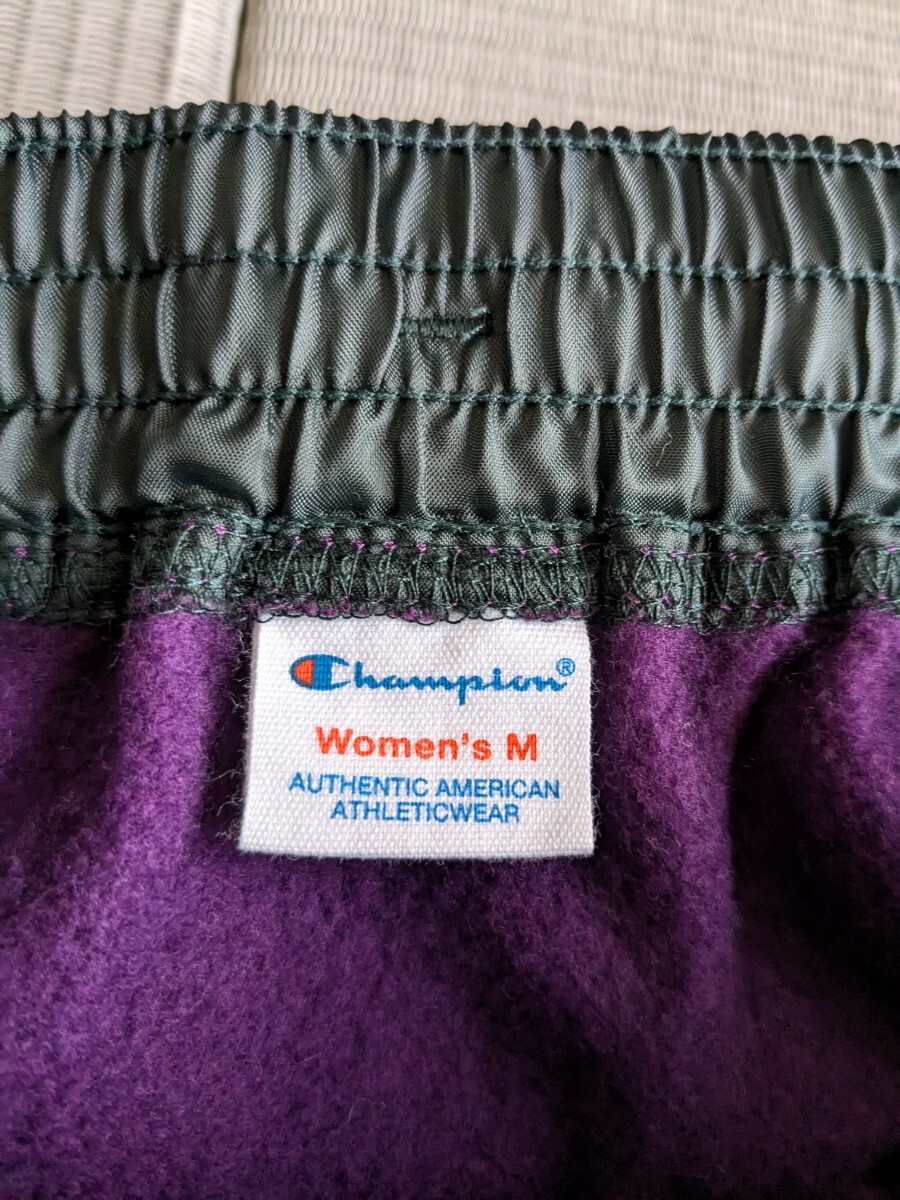 Champion®
Women's M
AUTHENTIC AMERICAN
ATHLETICWEAR